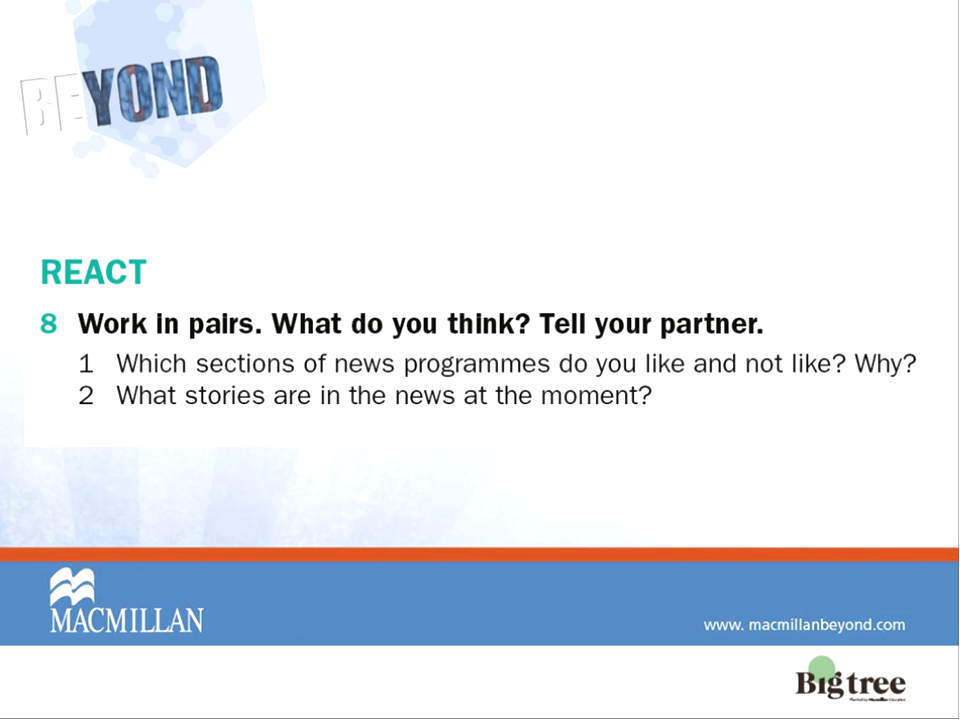 BEYOND
REACT
8 Work in pairs. What do you think? Tell your partner.
1 Which sections of news programmes do you like and not like? Why?
2 What stories are in the news at the moment?
MACMILLAN
www. macmillanbeyond.com
Bigtree